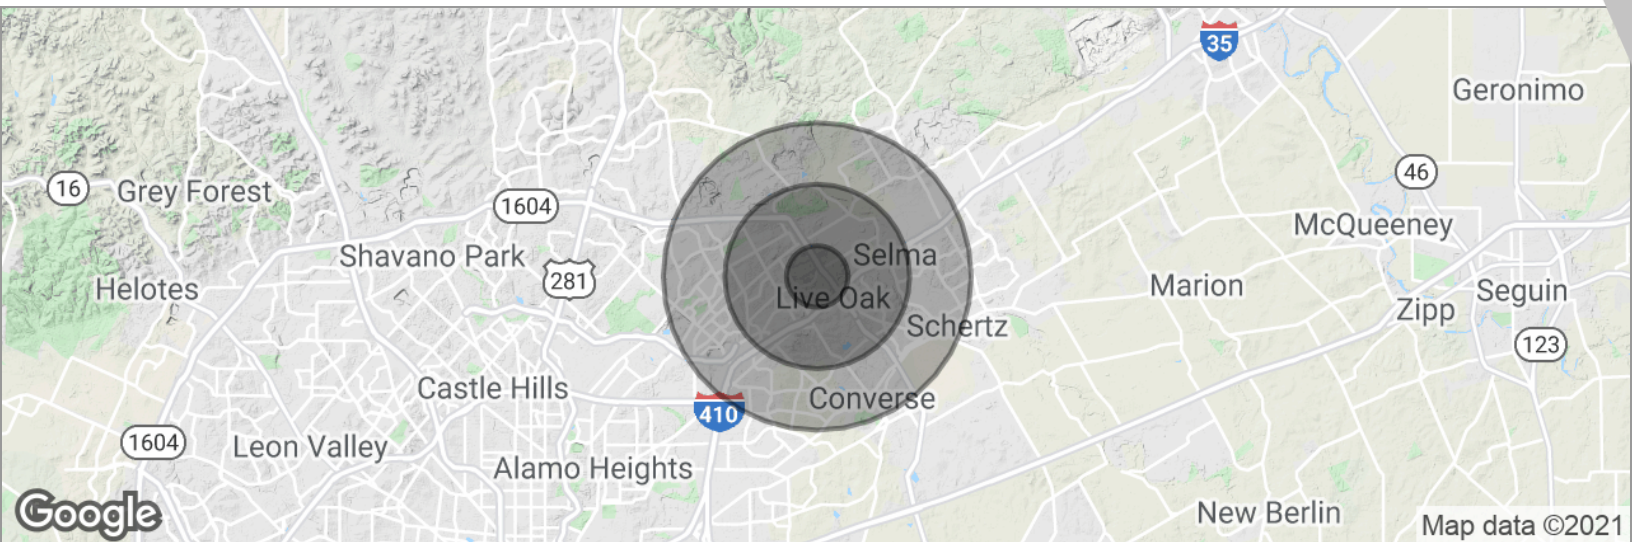 35
Geronimo
46
16
Grey Forest
1604
McQueeney
Shavano Park
Selma
281
Marion
Helotes
Live Oak
Seguin
Zipp
Schertz
123
Castle Hills
Converse
410
1604
Leon Valley
Alamo Heights
Google
New Berlin
Map data ©2021